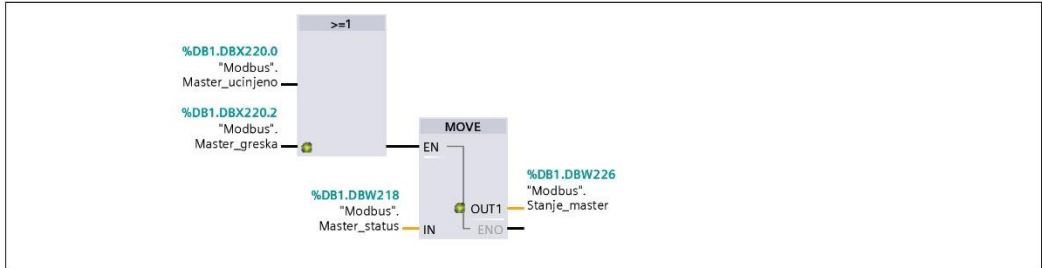 >=1
%DB1.DBX220.0
"Modbus".
Master_ucinjeno
%DB1.DBX220.2
"Modbus".
Master_greska
MOVE
EN
%DB1.DBW218
"Modbus".
Master_status
IN
OUT1
ENO
%DB1.DBW226
"Modbus".
Stanje_master